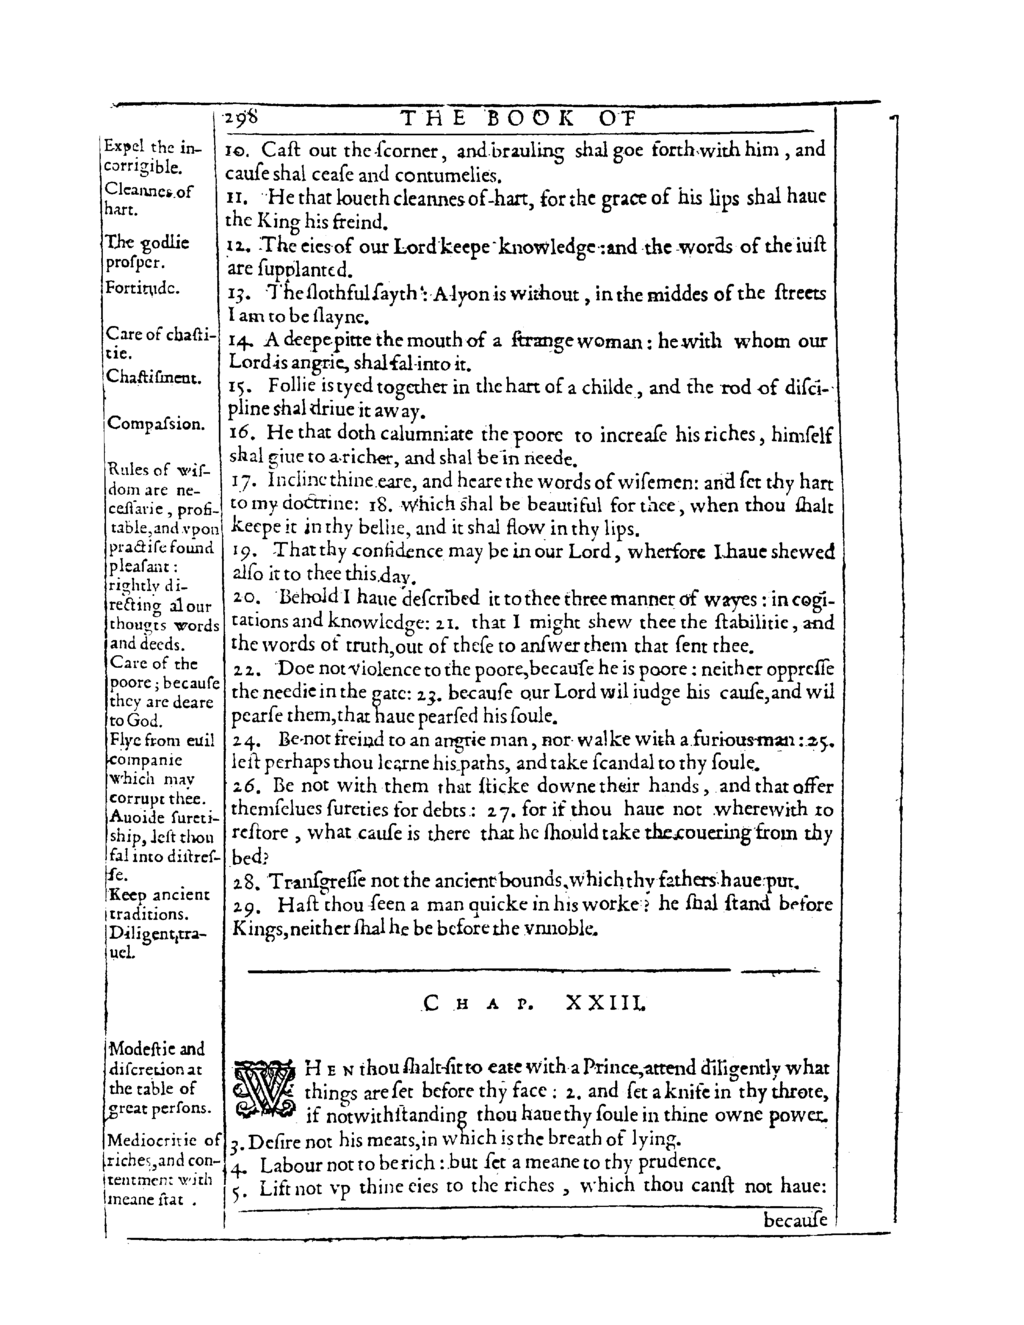 298 THE BOOK OF
Expel the in-
corrigible.
Cleannes of
hart.
The godlie
proſper.
Fortitude.
Care of chaſti-
tie.
Chaſtiſment.
Compaſsion.
Rules of wiſ-
dom are ne-
ceſſarie, profi-
table, and vpon
practiſe found
pleaſant:
rightly di-
recting al our
thougts words
and deeds.
Care of the
poore; becauſe
they are deare
to God.
Flye from euil
companie
which may
corrupt thee.
Auoide ſureti-
ship, leſt thou
fal into diſtreſ-
ſe.
Keep ancient
traditions.
Diligent tra-
uel.
10. Caſt out the ſcorner, and brauling shal goe forth with him, and
cauſe shal ceaſe and contumelies.
11. He that loueth cleannes of hart, for the grace of his lips shal haue
the King his freind.
12. The eies of our Lord keepe knowledge: and the words of the iuſt
are ſupplanted.
13. The ſlothful ſayth: A lyon is without, in the middes of the ſtreets
I am to be ſlayne.
14. A deepe pitte the mouth of a ſtrange woman: he with whom our
Lord is angrie, shal fal into it.
15. Follie is tyed together in the hart of a childe, and the rod of diſci-
pline shal driue it away.
16. He that doth calumniate the poore to increaſe his riches, himſelf
shal giue to a richer, and shal be in neede.
17. Incline thine eare, and heare the words of wiſemen: and ſet thy hart
to my doctrine: 18. which shal be beautiful for thee, when thou ſhalt
keepe it in thy bellie, and it shal flow in thy lips.
19. That thy confidence may be in our Lord, wherfore I haue shewed
alſo it to thee this day.
20. Behold I haue deſcribed it to thee three manner of wayes: in cogi-
tations and knowledge: 21. that I might shew thee the ſtabilitie, and
the words of truth, out of theſe to anſwer them that ſent thee.
22. Doe not violence to the poore, becauſe he is poore: neither oppreſſe
the needie in the gate: 23. becauſe our Lord wil iudge his cauſe, and wil
pearſe them, that haue pearſed his ſoule.
24. Be not freind to an angrie man, nor walke with a furious man: 25.
leſt perhaps thou learne his paths, and take ſcandal to thy ſoule.
26. Be not with them that ſticke downe their hands, and that offer
themſelues ſureties for debts: 27. for if thou haue not wherewith to
reſtore, what cauſe is there that he ſhould take the couering from thy
bed?
28. Tranſgreſſe not the ancient bounds, which thy fathers haue put.
29. Haſt thou ſeen a man quicke in his worke? he ſhal ſtand before
Kings, neither ſhal he be before the vnnoble.
CHAP. XXIII.
Modeſtie and
diſcretion at
the table of
great perſons.
Mediocritie of
riches, and con-
tentment with
meane ſtat.
WHEN thou ſhalt ſit to eate with a Prince, attend diligently what
things are ſet before thy face: 2. and ſet a knife in thy throte,
if notwithſtanding thou haue thy ſoule in thine owne power.
3. Deſire not his meats, in which is the breath of lying.
4. Labour not to be rich: but ſet a meane to thy prudence.
5. Lift not vp thine eies to the riches, which thou canſt not haue:
becauſe